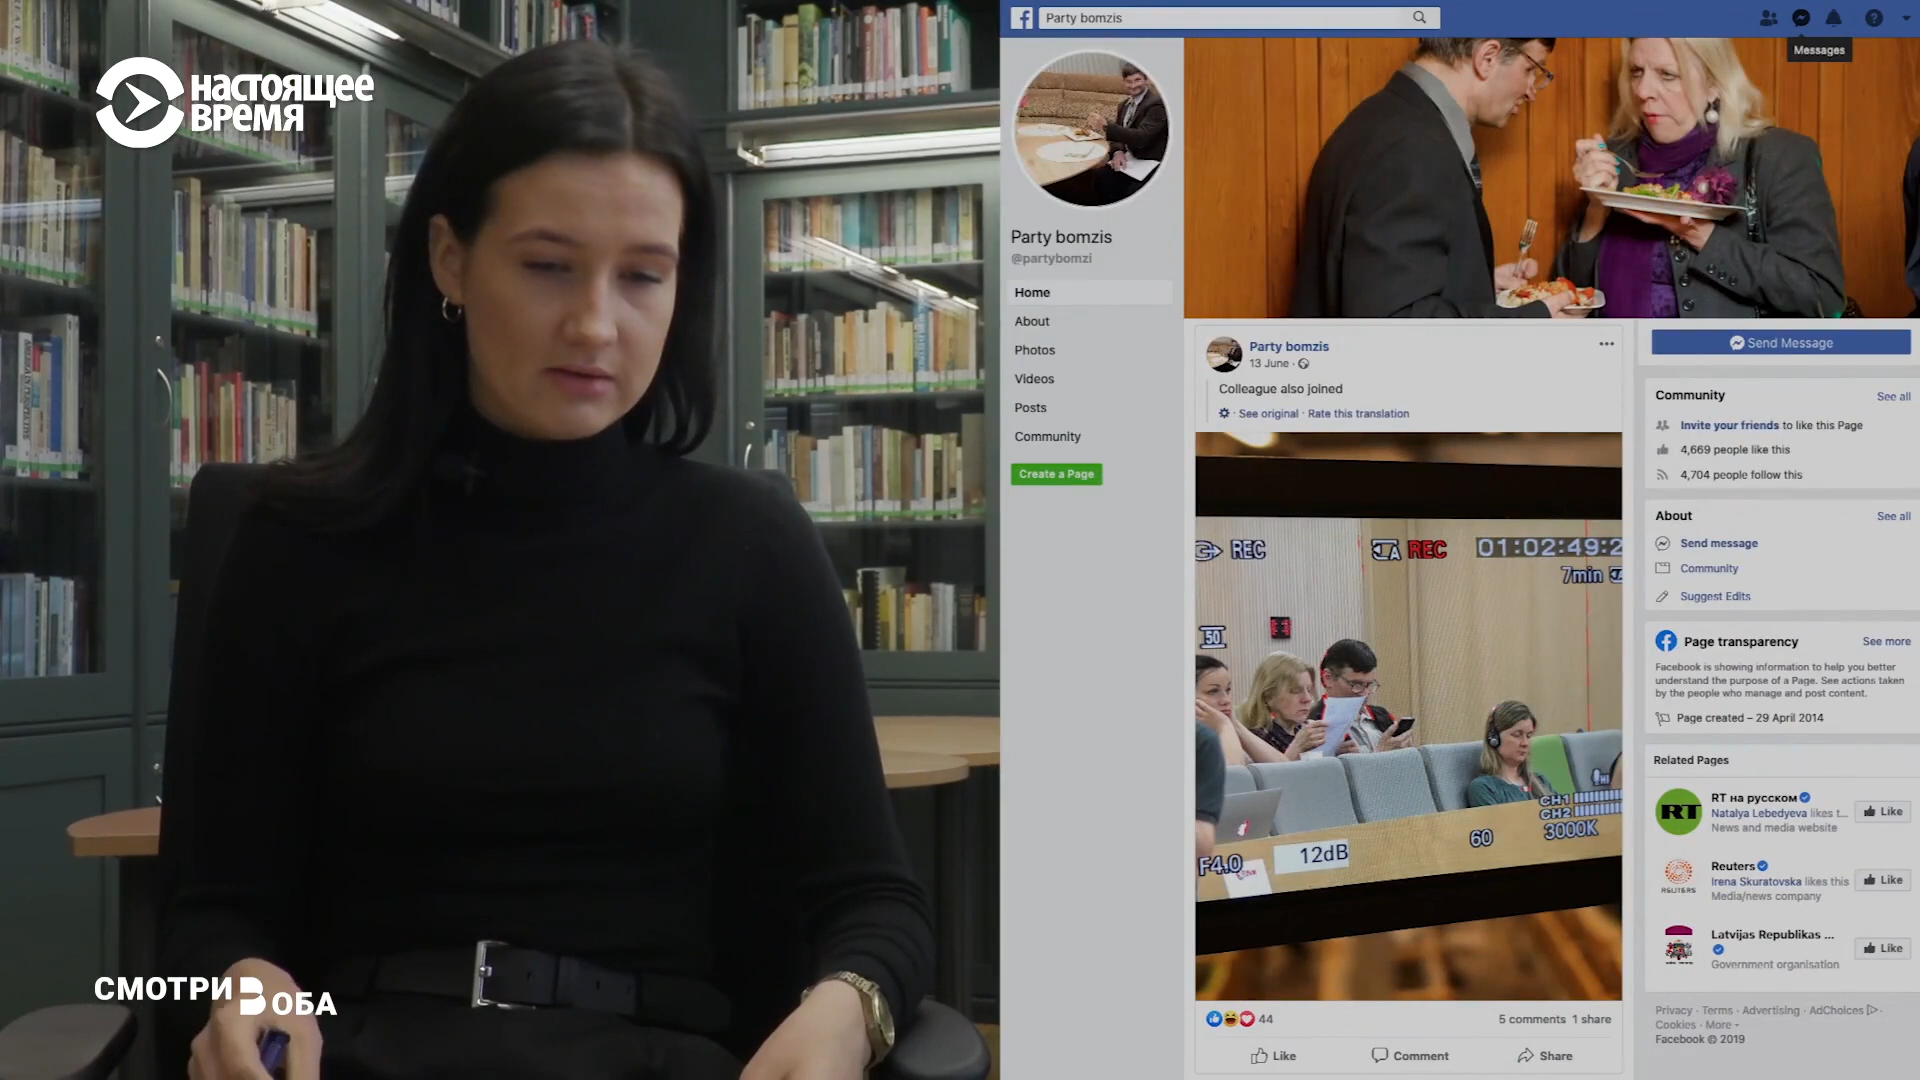 НАСТОЯЩЕЕ
ВРЕМЯ
СМОТРИ В ОБА
Party bomzis
Messages
Party bomzis
@partybomzi
Home
About
Photos
Videos
Posts
Community
Create a Page
Party bomzis
13 June ·
Colleague also joined
· See original · Rate this translation
REC
REC
01:02:49:2
7min
50
CH1
CH2
60
3000K
F4.0
12dB
44
5 comments 1 share
Like
Comment
Share
Send Message
Community
See all
Invite your friends to like this Page
4,669 people like this
4,704 people follow this
About
See all
Send message
Community
Suggest Edits
Page transparency
See more
Facebook is showing information to help you better
understand the purpose of a Page. See actions taken
by the people who manage and post content.
Page created – 29 April 2014
Related Pages
RT
RT на русском
Natalya Lebedyeva likes t...
News and media website
Like
REUTERS
Reuters
Irena Skuratovska likes this
Media/news company
Like
Latvijas Republikas ...
Government organisation
Like
Privacy · Terms · Advertising · AdChoices ·
Cookies · More
Facebook © 2019